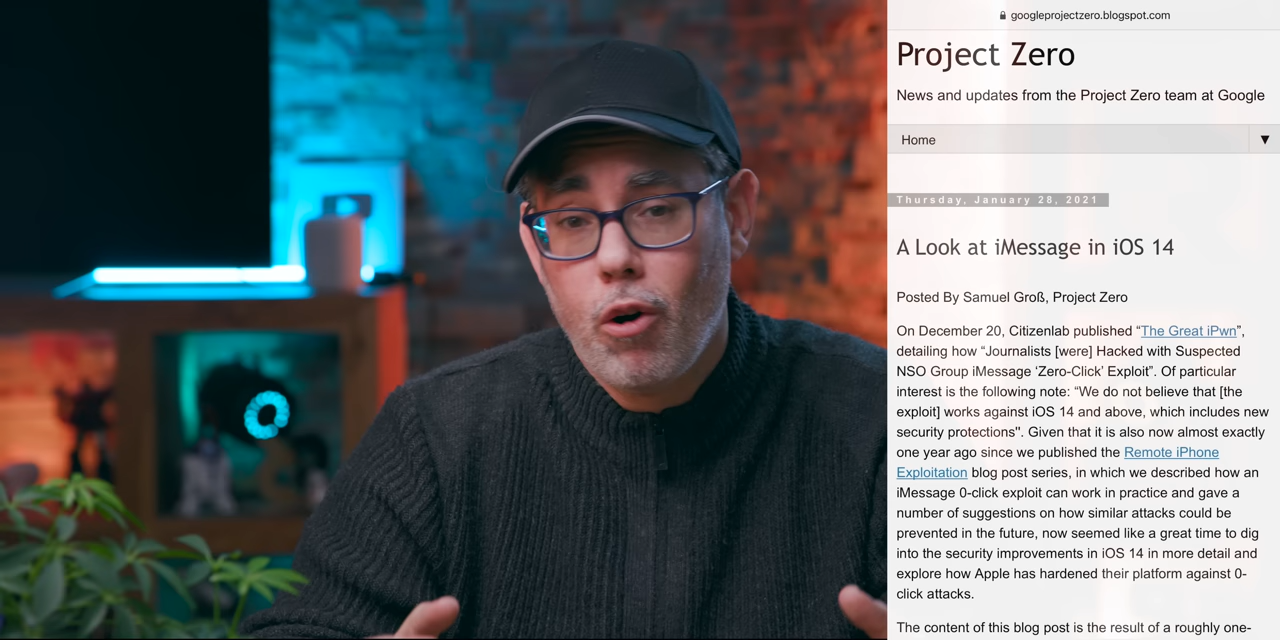 googleprojectzero.blogspot.com
Project Zero
News and updates from the Project Zero team at Google
Home
Thursday, January 28, 2021
A Look at iMessage in iOS 14
Posted By Samuel Groß, Project Zero
On December 20, Citizenlab published “The Great iPwn”,
detailing how “Journalists [were] Hacked with Suspected
NSO Group iMessage ‘Zero-Click’ Exploit”. Of particular
interest is the following note: “We do not believe that [the
exploit] works against iOS 14 and above, which includes new
security protections". Given that it is also now almost exactly
one year ago since we published the Remote iPhone
Exploitation blog post series, in which we described how an
iMessage 0-click exploit can work in practice and gave a
number of suggestions on how similar attacks could be
prevented in the future, now seemed like a great time to dig
into the security improvements in iOS 14 in more detail and
explore how Apple has hardened their platform against 0-
click attacks.
The content of this blog post is the result of a roughly one-